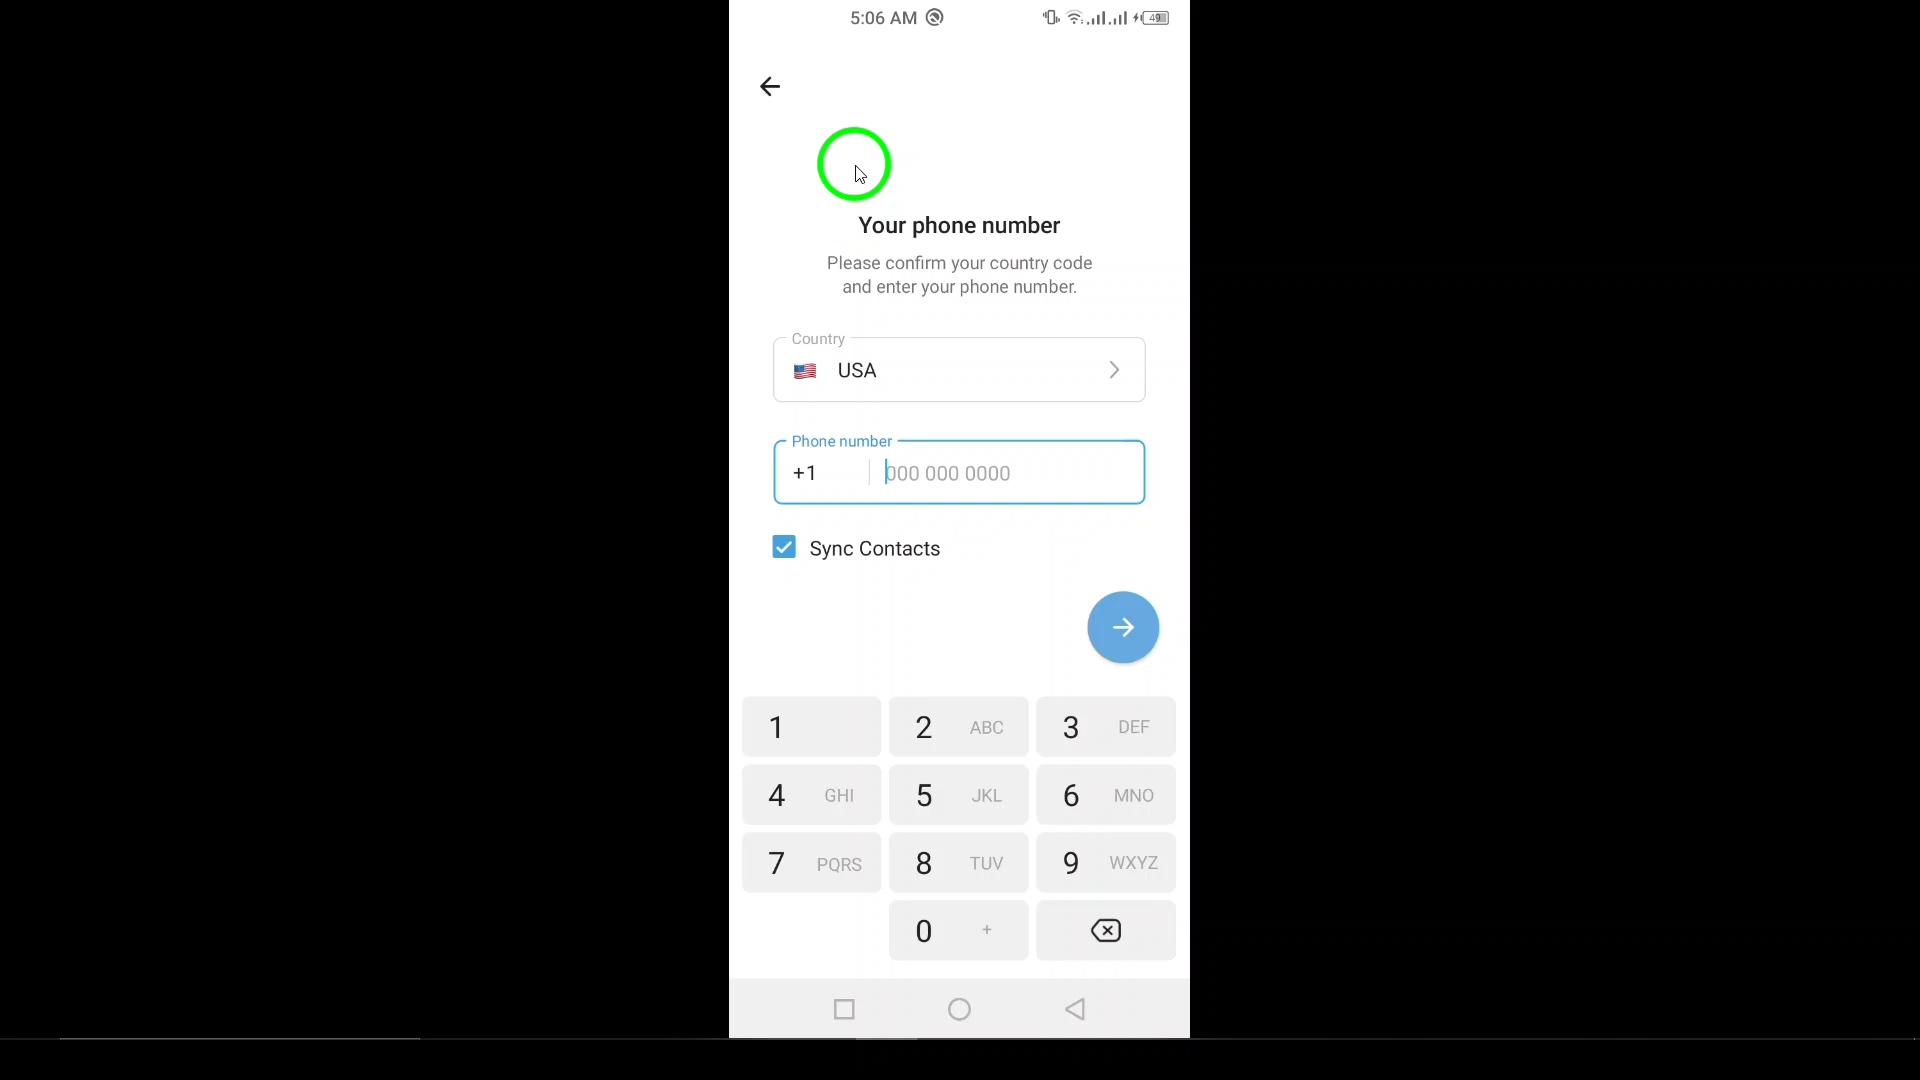 5:06 AM
49
Your phone number
Please confirm your country code
and enter your phone number.
Country
USA
Phone number
+1 000 000 0000
Sync Contacts
1
2 ABC
3 DEF
4 GHI
5 JKL
6 MNO
7 PQRS
8 TUV
9 WXYZ
0 +